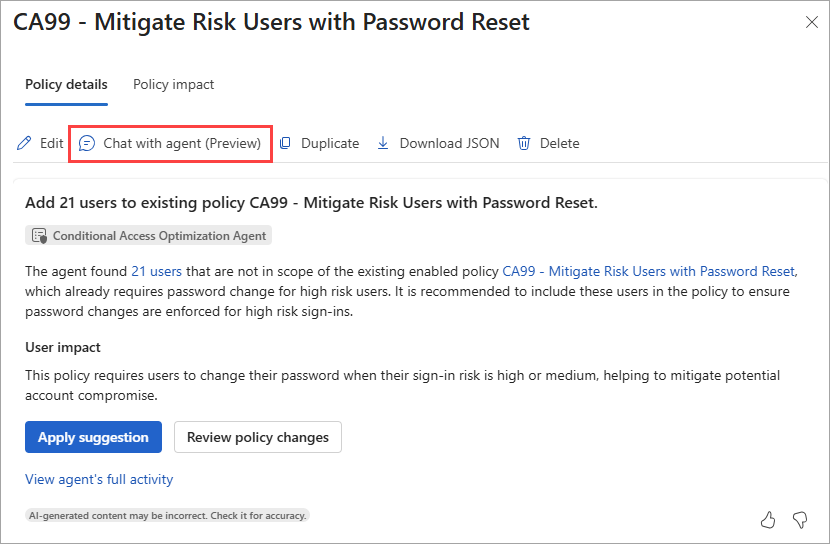 CA99 - Mitigate Risk Users with Password Reset
Policy details
Policy impact
Edit
Chat with agent (Preview)
Duplicate
Download JSON
Delete
Add 21 users to existing policy CA99 - Mitigate Risk Users with Password Reset.
Conditional Access Optimization Agent
The agent found 21 users that are not in scope of the existing enabled policy CA99 - Mitigate Risk Users with Password Reset,
which already requires password change for high risk users. It is recommended to include these users in the policy to ensure
password changes are enforced for high risk sign-ins.
User impact
This policy requires users to change their password when their sign-in risk is high or medium, helping to mitigate potential
account compromise.
Apply suggestion
Review policy changes
View agent's full activity
AI-generated content may be incorrect. Check it for accuracy.